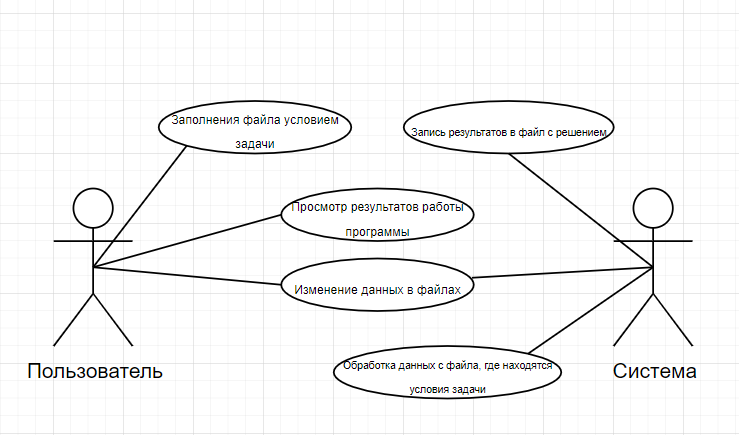 Заполнения файла условием
задачи
Запись результатов в файл с решением
Просмотр результатов работы
программы
Изменение данных в файлах
Обработка данных с файла, где находятся
условия задачи
Пользователь
Система